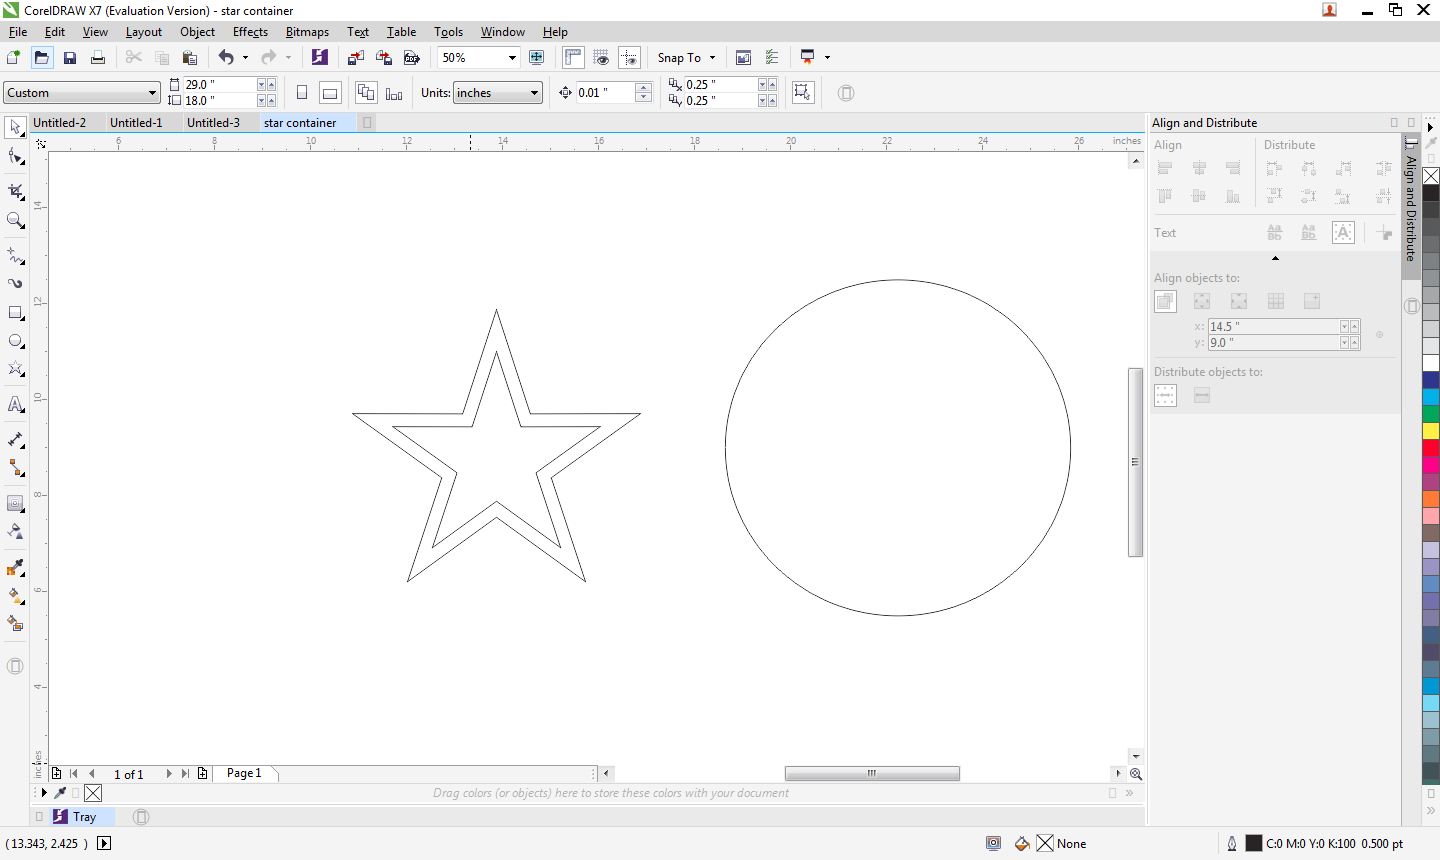 CorelDRAW X7 (Evaluation Version) - star container
File Edit View Layout Object Effects Bitmaps Text Table Tools Window Help
50% Snap To
Custom 29.0 " 18.0 " Units: inches 0.01 " 0.25 " 0.25 "
Untitled-2 Untitled-1 Untitled-3 star container
6 8 10 12 14 16 18 20 22 24 26 inches
14
12
10
8
6
4
inches
Align and Distribute
Align Distribute
Text
Align objects to:
x: 14.5 "
y: 9.0 "
Distribute objects to:
Align and Distribute
1 of 1 Page 1
Drag colors (or objects) here to store these colors with your document
Tray
( 13.343, 2.425 ) None C:0 M:0 Y:0 K:100 0.500 pt